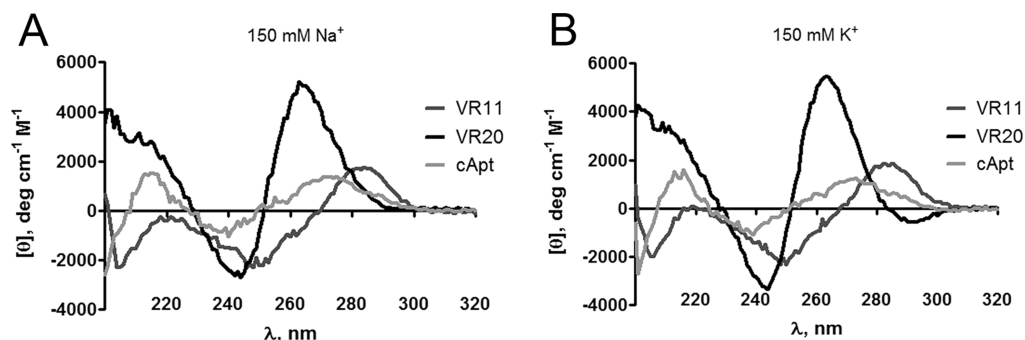 A
150 mM Na+
[θ], deg cm-1 M-1
6000
4000
2000
0
-2000
-4000
220
240
260
280
300
320
λ. nm
VR11
VR20
cApt
B
150 mM K+
[θ], deg cm-1 M-1
6000
4000
2000
0
-2000
-4000
220
240
260
280
300
320
λ, nm
VR11
VR20
cApt